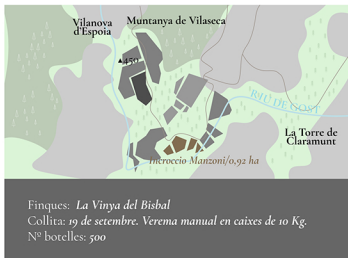 Vilanova
d'Espoia
Muntanya de Vilaseca
▲450
RIU DE GOST
La Torre de
Claramunt
Incroccio Manzoni/0,92 ha
Finques: La Vinya del Bisbal
Collita: 19 de setembre. Verema manual en caixes de 10 Kg.
Nº botelles: 500